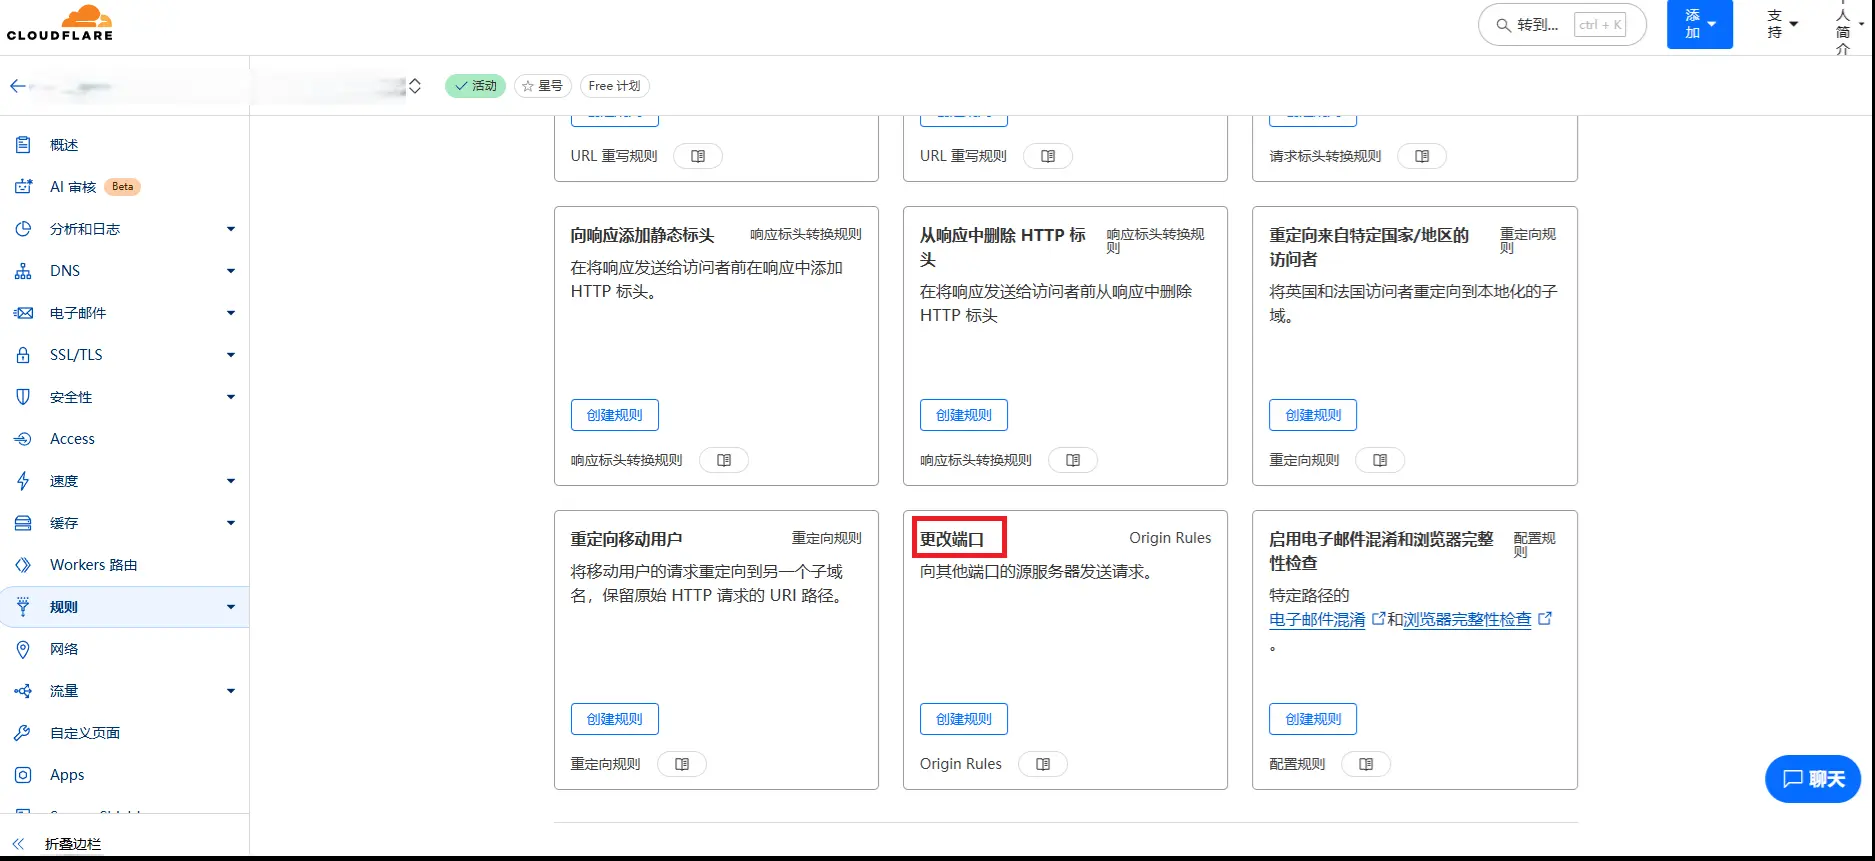 CLOUDFLARE
转到...
ctrl + K
添
加
支
持
人
简
介
活动
星号
Free 计划
概述
AI 审核
Beta
分析和日志
DNS
电子邮件
SSL/TLS
安全性
Access
速度
缓存
Workers 路由
规则
网络
流量
自定义页面
Apps
折叠边栏
URL 重写规则
URL 重写规则
请求标头转换规则
向响应添加静态标头
响应标头转换规则
在将响应发送给访问者前在响应中添加
HTTP 标头。
创建规则
响应标头转换规则
从响应中删除 HTTP 标
头
响应标头转换规
则
在将响应发送给访问者前从响应中删除
HTTP 标头
创建规则
响应标头转换规则
重定向来自特定国家/地区的
访问者
重定向规
则
将英国和法国访问者重定向到本地化的子
域。
创建规则
重定向规则
重定向移动用户
重定向规则
将移动用户的请求重定向到另一个子域
名，保留原始 HTTP 请求的 URI 路径。
创建规则
重定向规则
更改端口
Origin Rules
向其他端口的源服务器发送请求。
创建规则
Origin Rules
启用电子邮件混淆和浏览器完整
性检查
配置规
则
特定路径的
电子邮件混淆和浏览器完整性检查
。
创建规则
配置规则
聊天